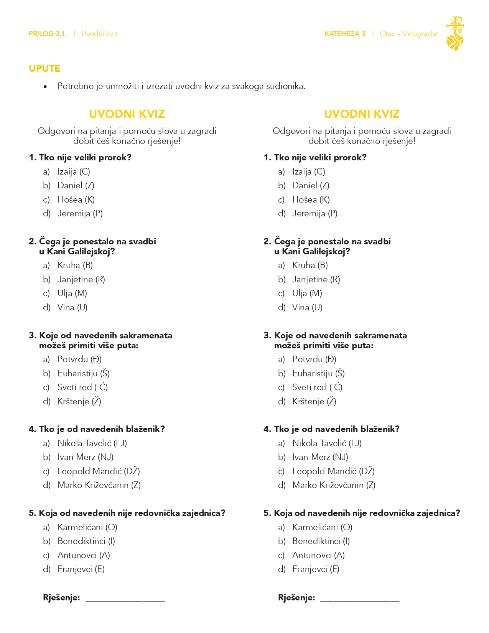 PRILOG 3.1. | Uvodni kviz
KATEHEZA 3 | Otac – Vinogradar
UPUTE
• Potrebno je umnožiti i izrezati uvodni kviz za svakoga sudionika.
UVODNI KVIZ
Odgovori na pitanja i pomoću slova u zagradi
dobit ćeš konačno rješenje!
1. Tko nije veliki prorok?
a) Izaija (C)
b) Daniel (Z)
c) Hošea (K)
d) Jeremija (P)
2. Čega je ponestalo na svadbi
u Kani Galilejskoj?
a) Kruha (B)
b) Janjetine (R)
c) Ulja (M)
d) Vina (U)
3. Koje od navedenih sakramenata
možeš primiti više puta:
a) Potvrdu (Đ)
b) Euharistiju (Š)
c) Sveti red ( Ć)
d) Krštenje (Ž)
4. Tko je od navedenih blaženik?
a) Nikola Tavelić (LJ)
b) Ivan Merz (NJ)
c) Leopold Mandić (DŽ)
d) Marko Križevčanin (Z)
5. Koja od navedenih nije redovnička zajednica?
a) Karmelićani (O)
b) Benediktinci (I)
c) Antunovci (A)
d) Franjevci (E)
Rješenje: ___________________
UVODNI KVIZ
Odgovori na pitanja i pomoću slova u zagradi
dobit ćeš konačno rješenje!
1. Tko nije veliki prorok?
a) Izaija (C)
b) Daniel (Z)
c) Hošea (K)
d) Jeremija (P)
2. Čega je ponestalo na svadbi
u Kani Galilejskoj?
a) Kruha (B)
b) Janjetine (R)
c) Ulja (M)
d) Vina (U)
3. Koje od navedenih sakramenata
možeš primiti više puta:
a) Potvrdu (Đ)
b) Euharistiju (Š)
c) Sveti red ( Ć)
d) Krštenje (Ž)
4. Tko je od navedenih blaženik?
a) Nikola Tavelić (LJ)
b) Ivan Merz (NJ)
c) Leopold Mandić (DŽ)
d) Marko Križevčanin (Z)
5. Koja od navedenih nije redovnička zajednica?
a) Karmelićani (O)
b) Benediktinci (I)
c) Antunovci (A)
d) Franjevci (E)
Rješenje: ___________________